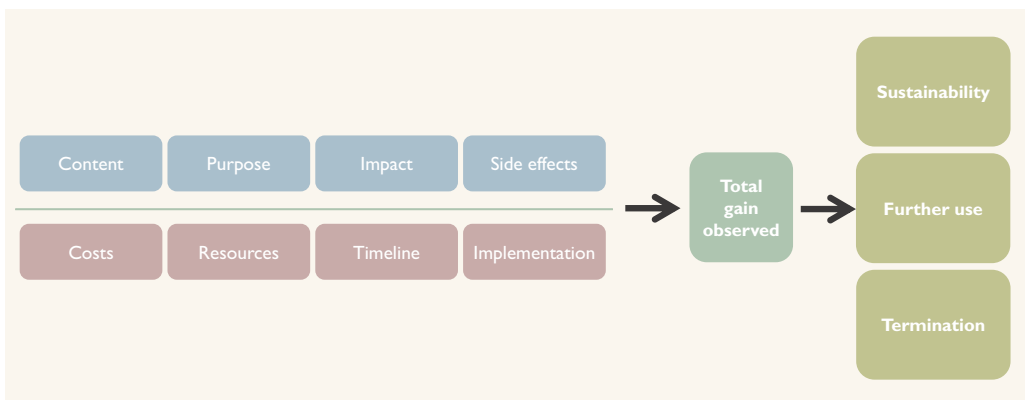 Content
Purpose
Impact
Side effects
Costs
Resources
Timeline
Implementation
Total
gain
observed
Sustainability
Further use
Termination